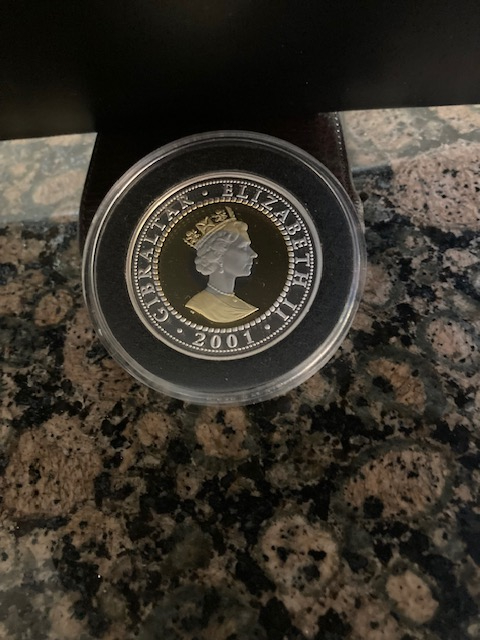 GIBRALTAR · ELIZABETH II
· 2001 ·